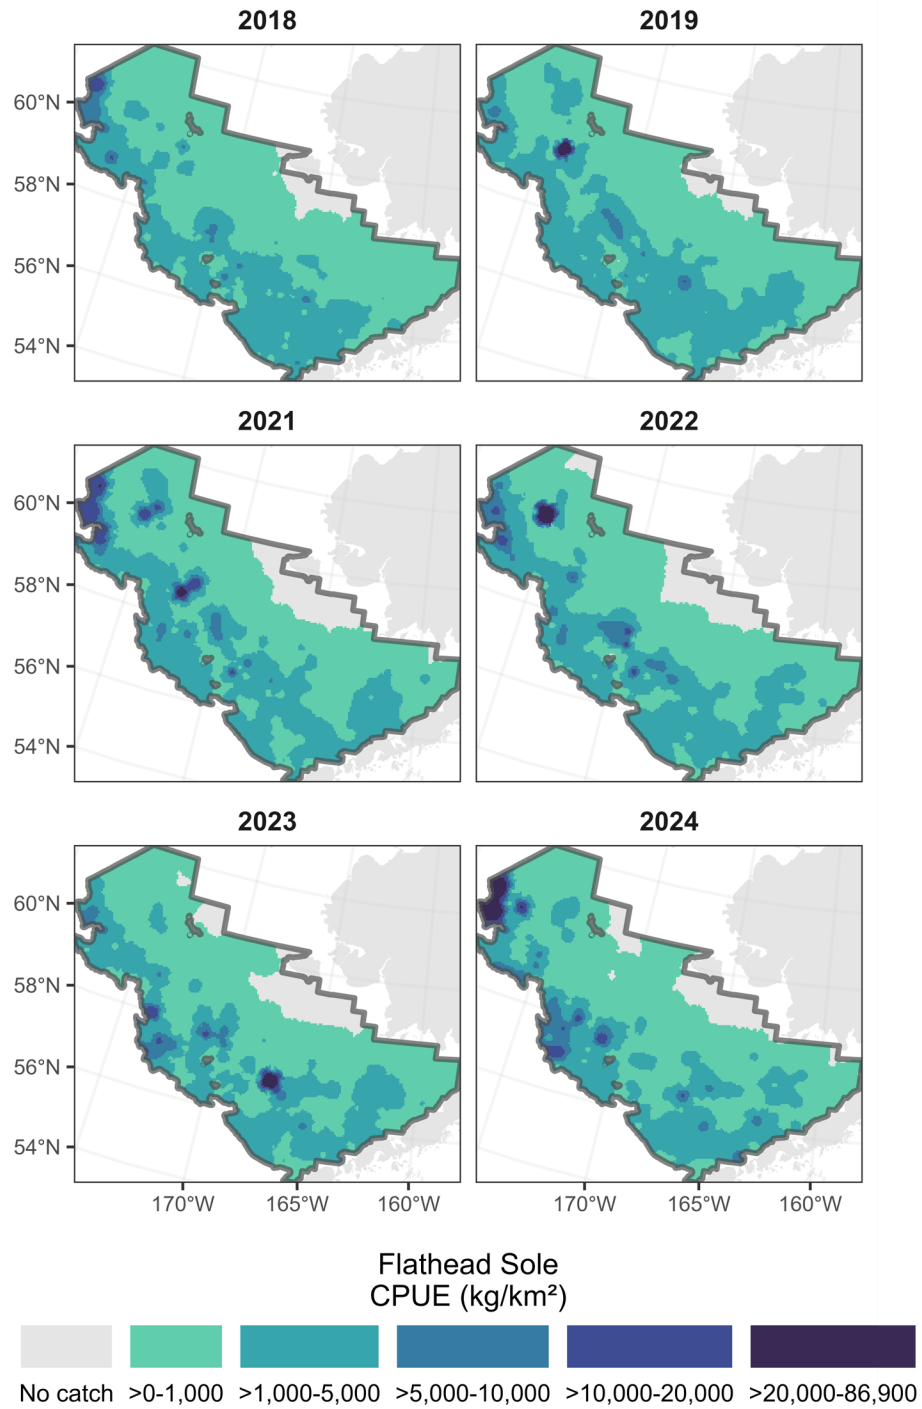 2018
2019
60°N
58°N
56°N
54°N
2021
2022
60°N
58°N
56°N
54°N
2023
2024
60°N
58°N
56°N
54°N
170°W
165°W
160°W
170°W
165°W
160°W
Flathead Sole
CPUE (kg/km²)
No catch
>0-1,000
>1,000-5,000
>5,000-10,000
>10,000-20,000
>20,000-86,900